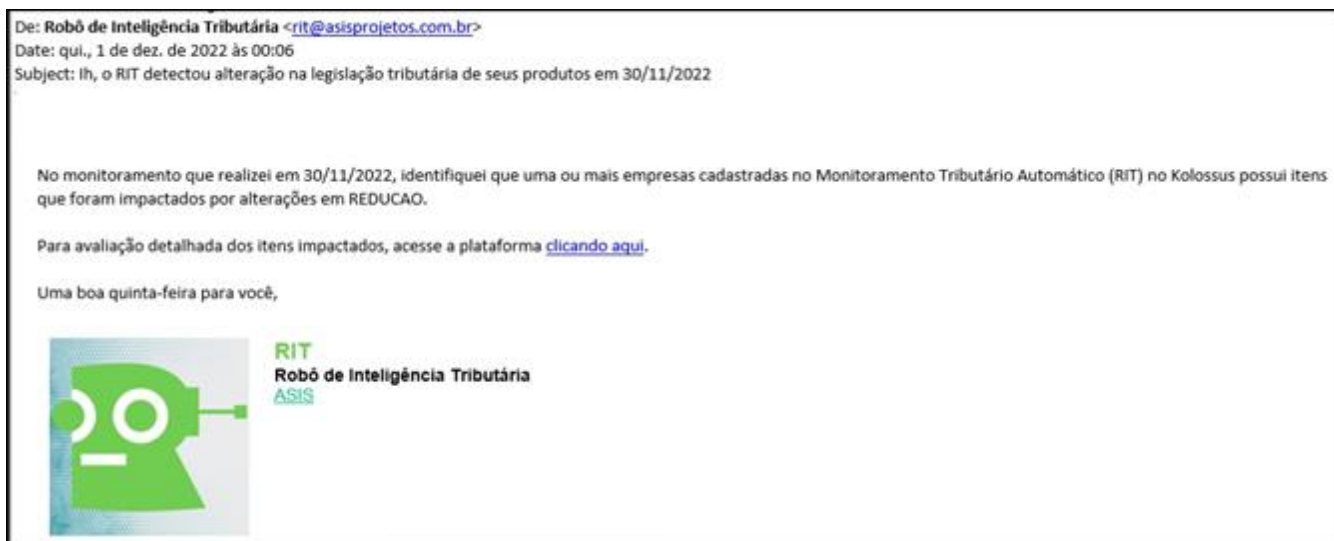 De: Robô de Inteligência Tributária <rit@asisprojetos.com.br>
Date: qui., 1 de dez. de 2022 às 00:06
Subject: Ih, o RIT detectou alteração na legislação tributária de seus produtos em 30/11/2022
No monitoramento que realizei em 30/11/2022, identifiquei que uma ou mais empresas cadastradas no Monitoramento Tributário Automático (RIT) no Kolossus possui itens
que foram impactados por alterações em REDUCAO.
Para avaliação detalhada dos itens impactados, acesse a plataforma clicando aqui.
Uma boa quinta-feira para você,
RIT
Robô de Inteligência Tributária
ASIS